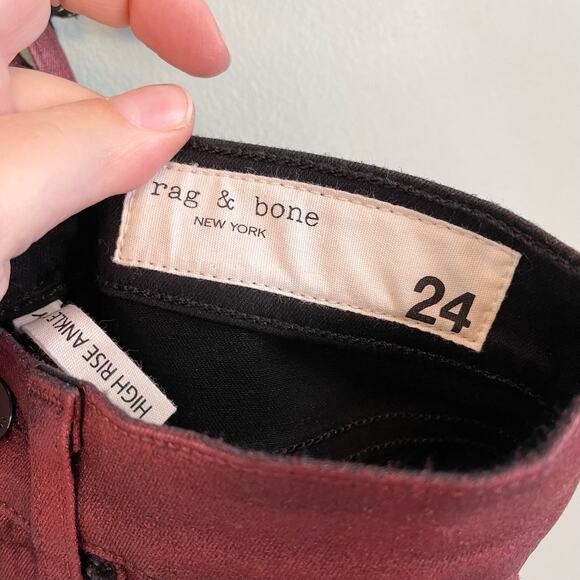 rag & bone
NEW YORK
24
HIGH RISE ANKLE